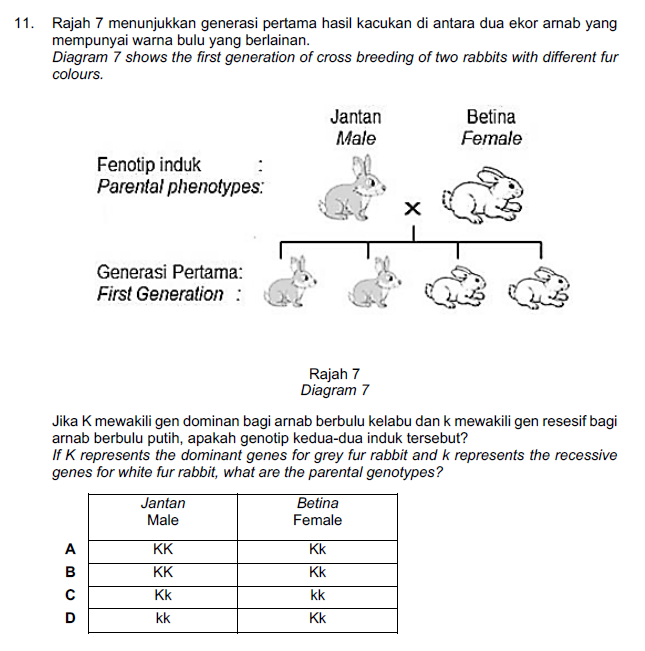 11. Rajah 7 menunjukkan generasi pertama hasil kacukan di antara dua ekor arnab yang
mempunyai warna bulu yang berlainan.
Diagram 7 shows the first generation of cross breeding of two rabbits with different fur
colours.
Jantan Betina
Male Female
Fenotip induk :
Parental phenotypes:
X
Generasi Pertama:
First Generation :
Rajah 7
Diagram 7
Jika K mewakili gen dominan bagi arnab berbulu kelabu dan k mewakili gen resesif bagi
arnab berbulu putih, apakah genotip kedua-dua induk tersebut?
If K represents the dominant genes for grey fur rabbit and k represents the recessive
genes for white fur rabbit, what are the parental genotypes?
Jantan Betina
Male Female
A KK Kk
B KK Kk
C Kk kk
D kk Kk